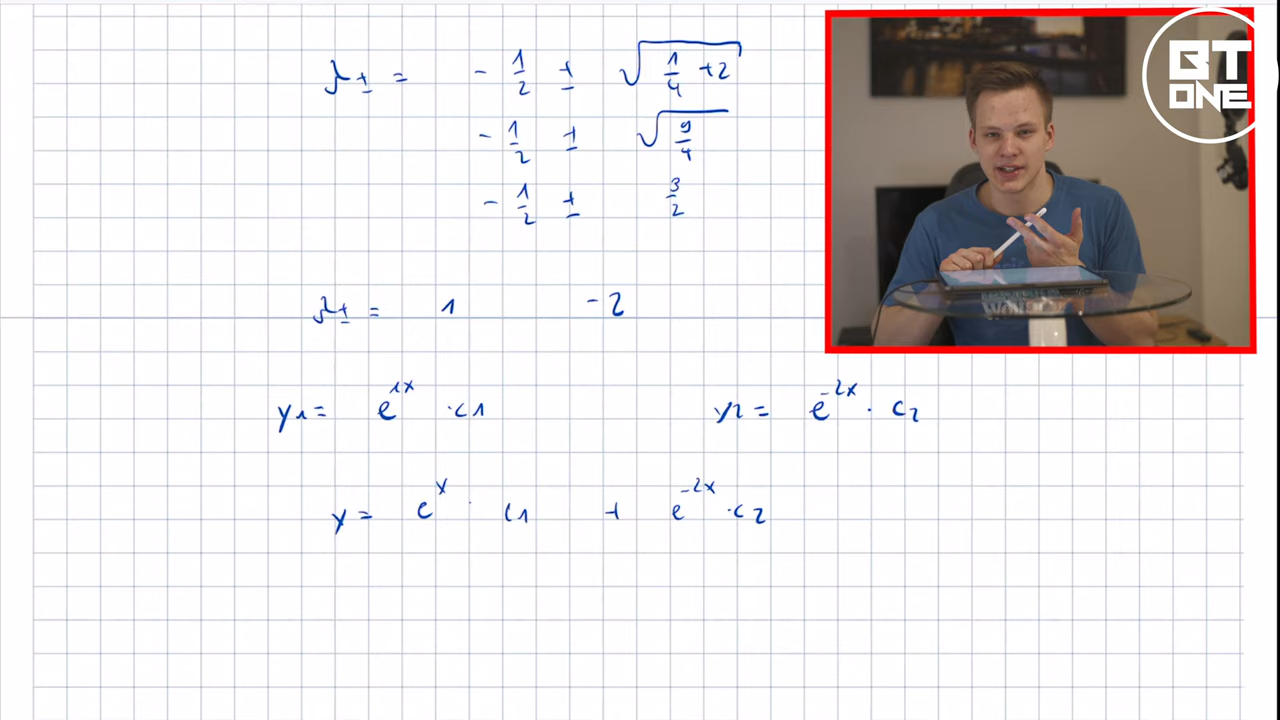 λ± = - 1/2 ± √(1/4 + 2)
- 1/2 ± √(9/4)
- 1/2 ± 3/2
λ± = 1 -2
y1 = e^1x · c1 y2 = e^-2x · c2
y = e^x · c1 + e^-2x · c2
BT
ONE